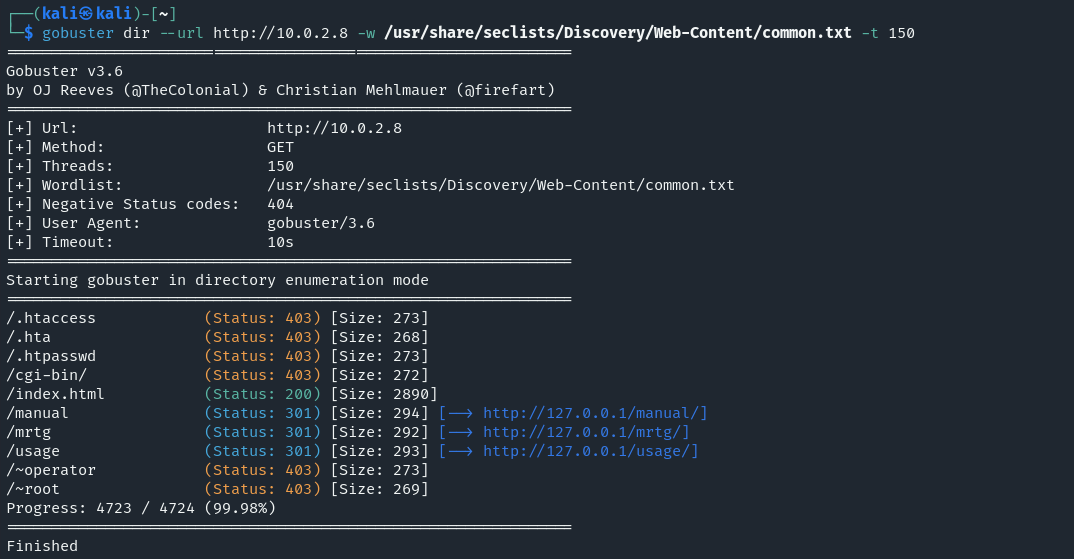 ┌──(kali㉿kali)-[~]
└─$ gobuster dir --url http://10.0.2.8 -w /usr/share/seclists/Discovery/Web-Content/common.txt -t 150
===============================================================
Gobuster v3.6
by OJ Reeves (@TheColonial) & Christian Mehlmauer (@firefart)
===============================================================
[+] Url:                     http://10.0.2.8
[+] Method:                  GET
[+] Threads:                 150
[+] Wordlist:                /usr/share/seclists/Discovery/Web-Content/common.txt
[+] Negative Status codes:   404
[+] User Agent:              gobuster/3.6
[+] Timeout:                 10s
===============================================================
Starting gobuster in directory enumeration mode
===============================================================
/.htaccess            (Status: 403) [Size: 273]
/.hta                 (Status: 403) [Size: 268]
/.htpasswd            (Status: 403) [Size: 273]
/cgi-bin/             (Status: 403) [Size: 272]
/index.html           (Status: 200) [Size: 2890]
/manual               (Status: 301) [Size: 294] [--> http://127.0.0.1/manual/]
/mrtg                 (Status: 301) [Size: 292] [--> http://127.0.0.1/mrtg/]
/usage                (Status: 301) [Size: 293] [--> http://127.0.0.1/usage/]
/~operator            (Status: 403) [Size: 273]
/~root                (Status: 403) [Size: 269]
Progress: 4723 / 4724 (99.98%)
===============================================================
Finished